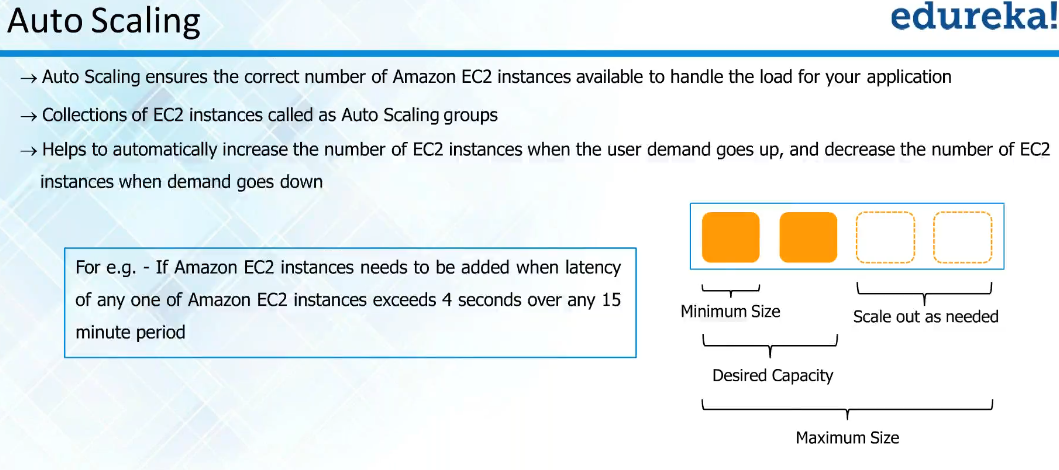 Auto Scaling
edureka!
→ Auto Scaling ensures the correct number of Amazon EC2 instances available to handle the load for your application
→ Collections of EC2 instances called as Auto Scaling groups
→ Helps to automatically increase the number of EC2 instances when the user demand goes up, and decrease the number of EC2
instances when demand goes down
For e.g. - If Amazon EC2 instances needs to be added when latency
of any one of Amazon EC2 instances exceeds 4 seconds over any 15
minute period
Minimum Size
Scale out as needed
Desired Capacity
Maximum Size